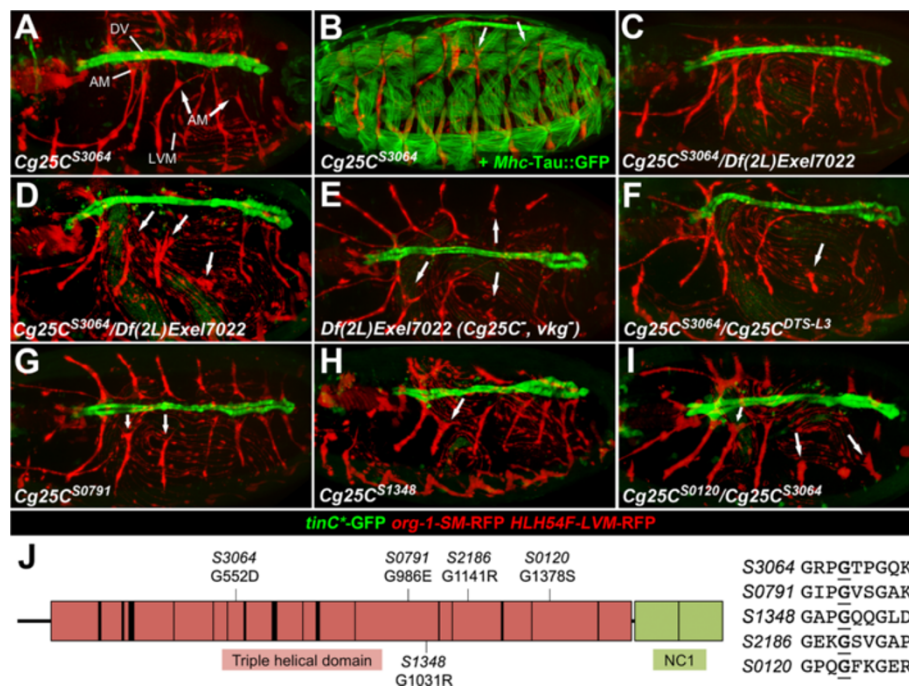 A
DV
AM
AM
LVM
Cg25C^S3064
B
Cg25C^S3064
+ Mhc-Tau::GFP
C
Cg25C^S3064/Df(2L)Exel7022
D
Cg25C^S3064/Df(2L)Exel7022
E
Df(2L)Exel7022 (Cg25C^-, vkg^-)
F
Cg25C^S3064/Cg25C^DTS-L3
G
Cg25C^S0791
H
Cg25C^S1348
I
Cg25C^S0120/Cg25C^S3064
tinC*-GFP org-1-SM-RFP HLH54F-LVM-RFP
J
S3064
G552D
S0791
G986E
S2186
G1141R
S0120
G1378S
Triple helical domain
S1348
G1031R
NC1
S3064 GRPGTPGQK
S0791 GIPGVSGAK
S1348 GAPGQQGLD
S2186 GEKGSVGAP
S0120 GPQGFKGER